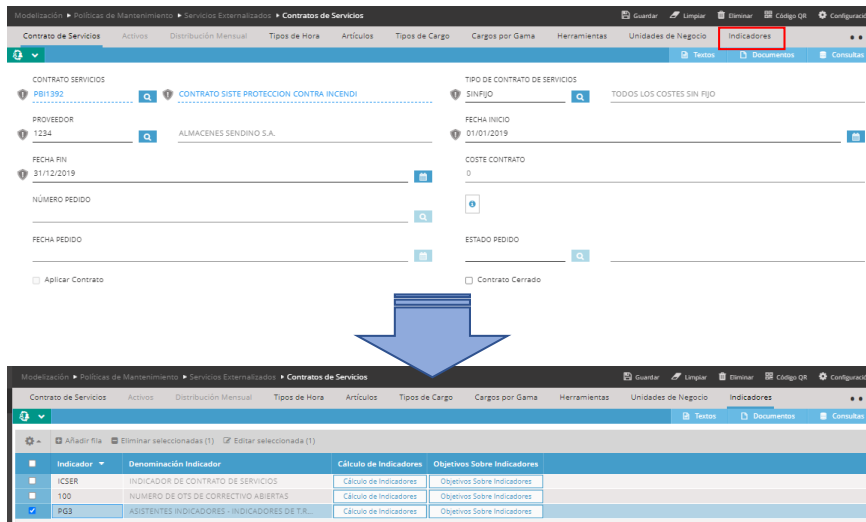 Modelización ▸ Políticas de Mantenimiento ▸ Servicios Externalizados ▸ Contratos de Servicios Guardar Limpiar Eliminar Código QR Configuració
Contrato de Servicios Activos Distribución Mensual Tipos de Hora Artículos Tipos de Cargo Cargos por Gama Herramientas Unidades de Negocio Indicadores
Textos Documentos Consultas
CONTRATO SERVICIOS TIPO DE CONTRATO DE SERVICIOS
PBI1392 CONTRATO SISTE PROTECCION CONTRA INCENDI SINFIJO TODOS LOS COSTES SIN FIJO
PROVEEDOR FECHA INICIO
1234 ALMACENES SENDINO S.A. 01/01/2019
FECHA FIN COSTE CONTRATO
31/12/2019 0
NÚMERO PEDIDO
FECHA PEDIDO ESTADO PEDIDO
Aplicar Contrato Contrato Cerrado
Modelización ▸ Políticas de Mantenimiento ▸ Servicios Externalizados ▸ Contratos de Servicios Guardar Limpiar Eliminar Código QR Configuració
Contrato de Servicios Activos Distribución Mensual Tipos de Hora Artículos Tipos de Cargo Cargos por Gama Herramientas Unidades de Negocio Indicadores
Textos Documentos Consultas
Añadir fila Eliminar seleccionadas (1) Editar seleccionada (1)
Indicador Denominación Indicador Cálculo de Indicadores Objetivos Sobre Indicadores
ICSER INDICADOR DE CONTRATO DE SERVICIOS Cálculo de Indicadores Objetivos Sobre Indicadores
100 NUMERO DE OTS DE CORRECTIVO ABIERTAS Cálculo de Indicadores Objetivos Sobre Indicadores
PG3 ASISTENTES INDICADORES - INDICADORES DE T.R... Cálculo de Indicadores Objetivos Sobre Indicadores